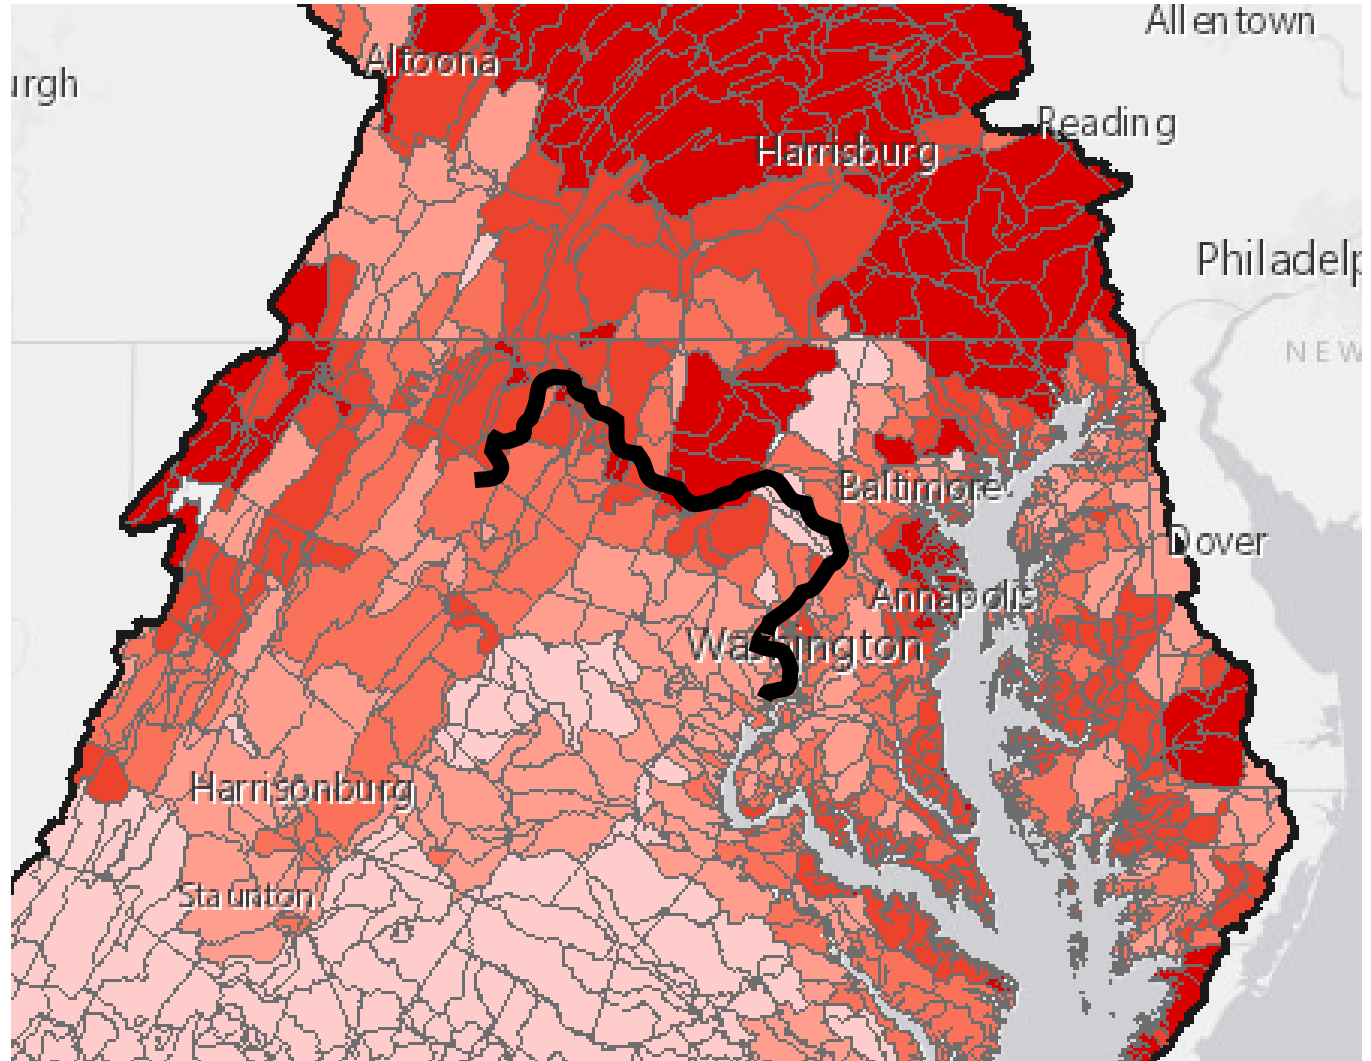 Allentown
Altoona
urgh
Reading
Harrisburg
Philadelp
NEW
Baltimore
Dover
Annapolis
Washington
Harrisonburg
Staunton